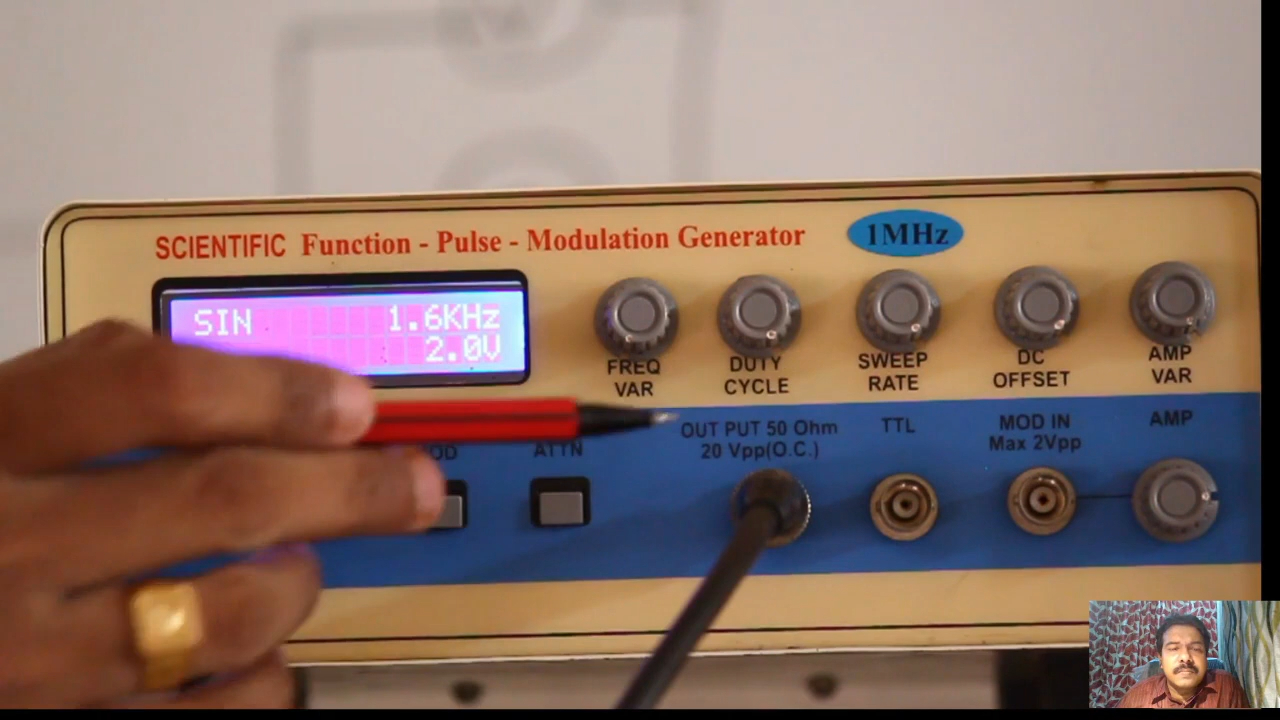 SCIENTIFIC Function - Pulse - Modulation Generator
1MHz
SIN 1.6KHz
2.0V
FREQ VAR
DUTY CYCLE
SWEEP RATE
DC OFFSET
AMP VAR
ATTN
OUT PUT 50 Ohm
20 Vpp(O.C.)
TTL
MOD IN
Max 2Vpp
AMP